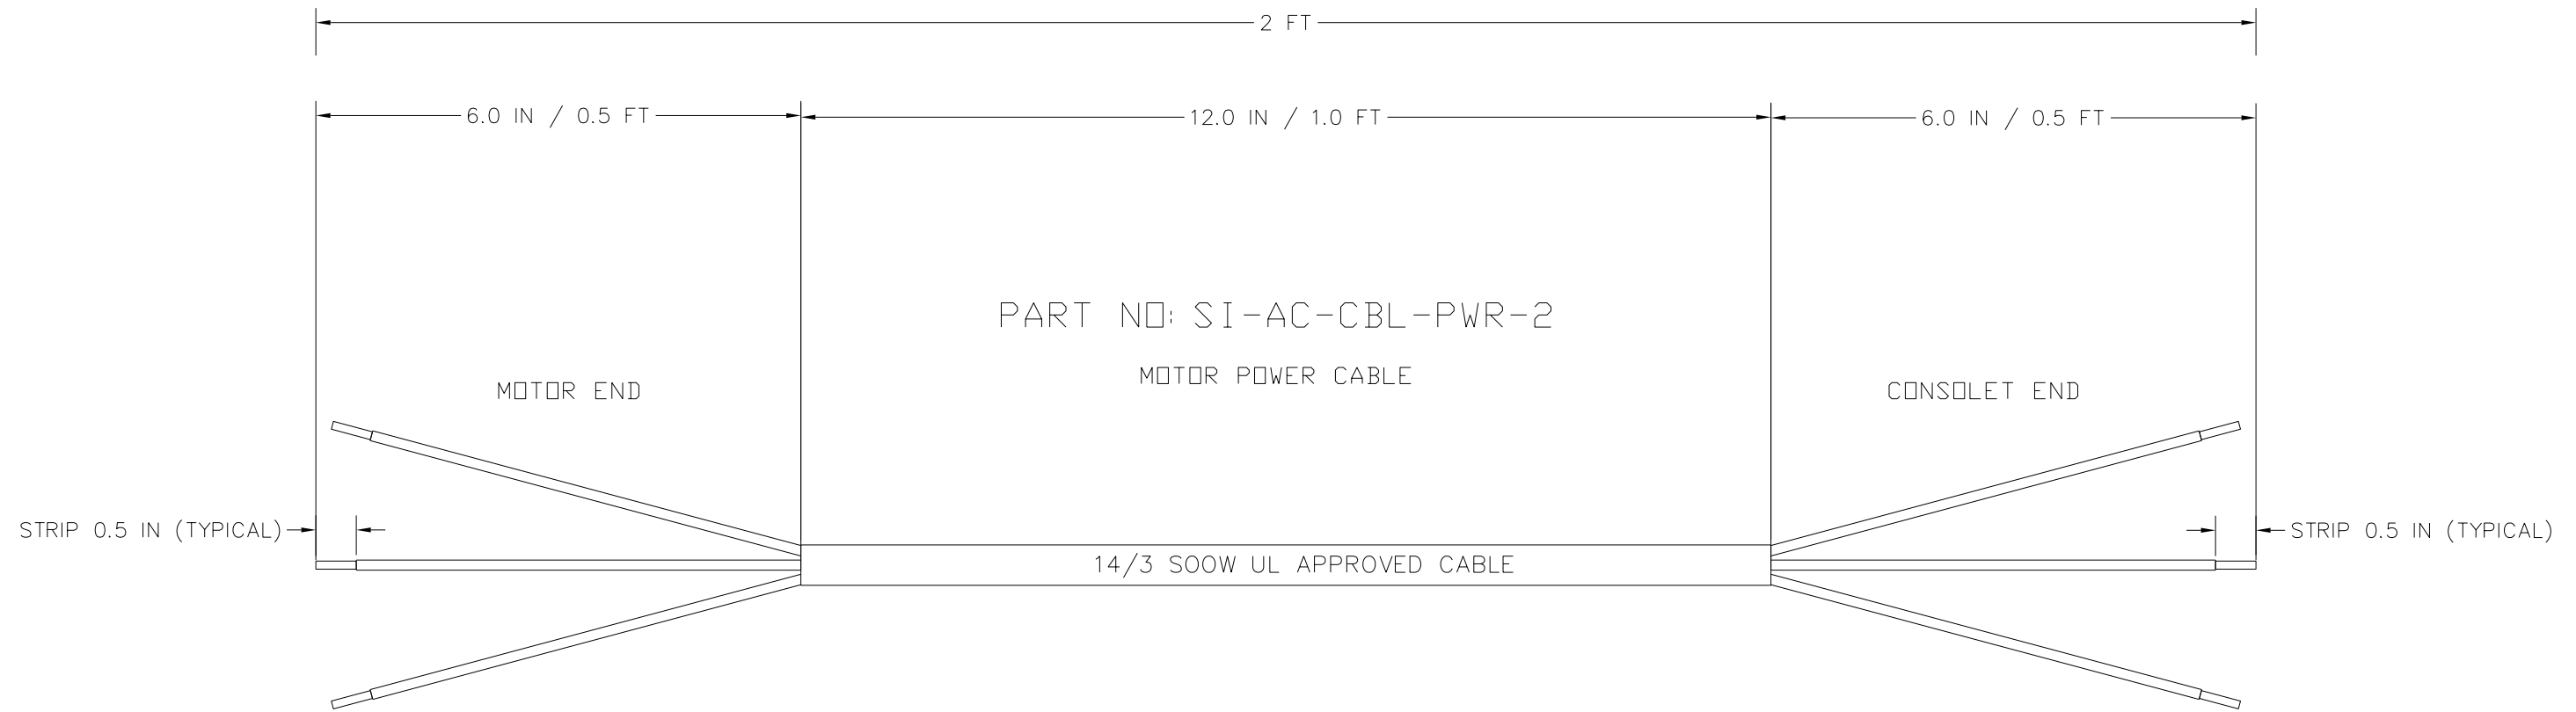 2 FT
6.0 IN / 0.5 FT
12.0 IN / 1.0 FT
6.0 IN / 0.5 FT
PART NO: SI-AC-CBL-PWR-2
MOTOR POWER CABLE
MOTOR END
CONSOLET END
STRIP 0.5 IN (TYPICAL)
STRIP 0.5 IN (TYPICAL)
14/3 SOOW UL APPROVED CABLE